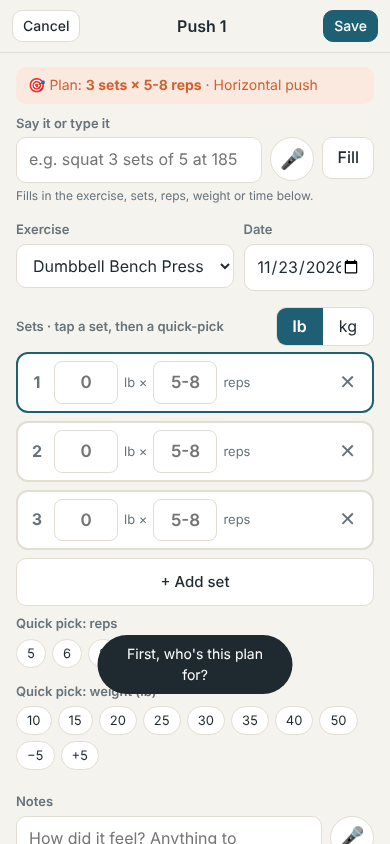 Cancel
Push 1
Save
🎯 Plan: 3 sets × 5-8 reps · Horizontal push
Say it or type it
e.g. squat 3 sets of 5 at 185
Fill
Fills in the exercise, sets, reps, weight or time below.
Exercise
Date
Dumbbell Bench Press
11/23/2026
Sets · tap a set, then a quick-pick
lb
kg
1 0 lb × 5-8 reps ✕
2 0 lb × 5-8 reps ✕
3 0 lb × 5-8 reps ✕
+ Add set
Quick pick: reps
5 6
First, who's this plan
for?
Quick pick: weight (lb)
10 15 20 25 30 35 40 50
−5 +5
Notes
How did it feel? Anything to